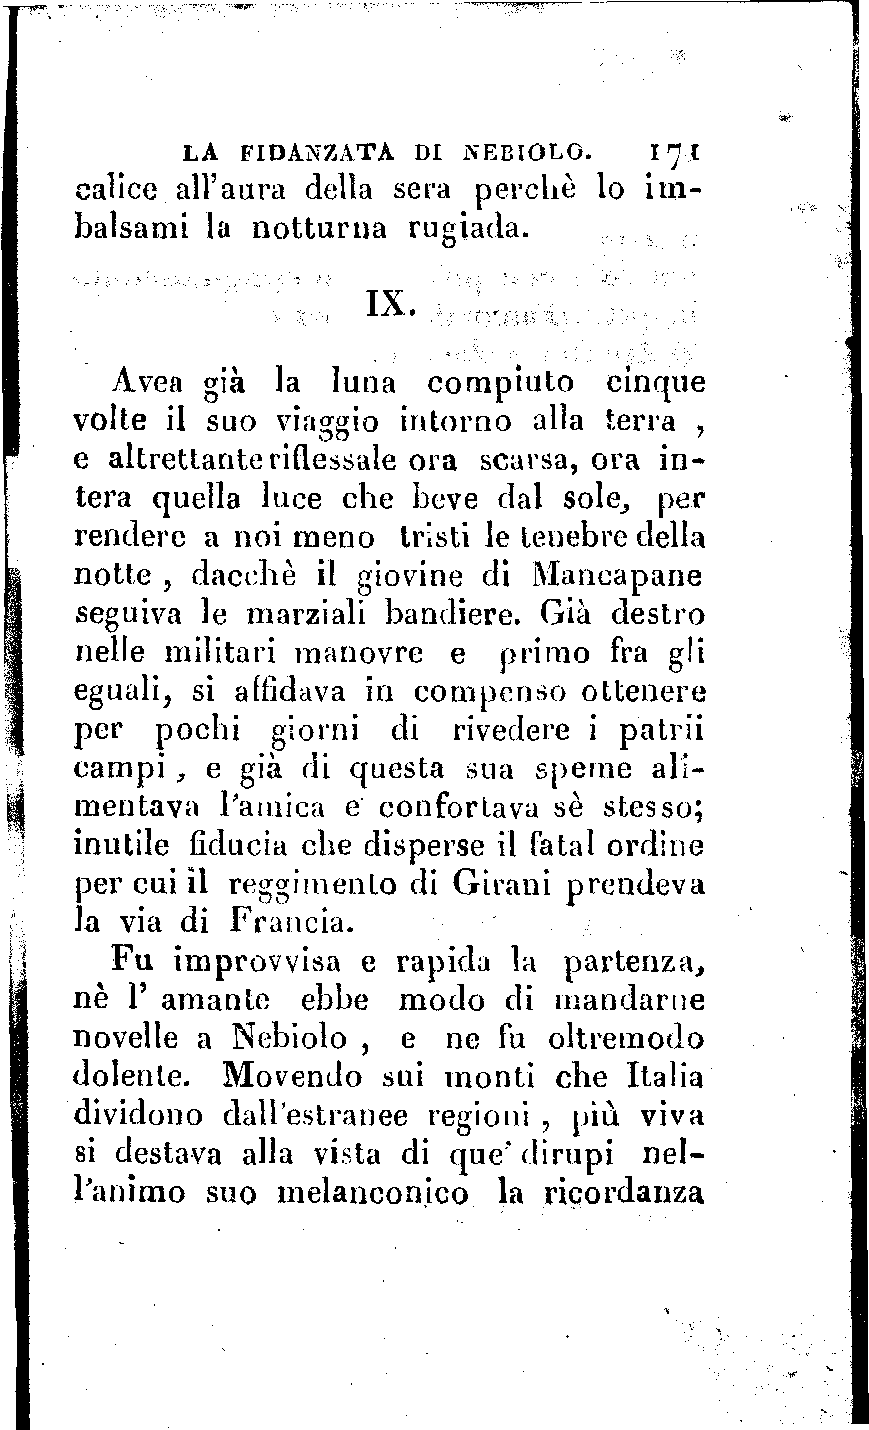 LA FIDANZATA DI NEBIOLO. 171
calice all'aura della sera perchè lo im-
balsami la notturna rugiada.
IX.
Avea già la luna compiuto cinque
volte il suo viaggio intorno alla terra ,
e altrettante riflessale ora scarsa, ora in-
tera quella luce che beve dal sole, per
rendere a noi meno tristi le tenebre della
notte , dacchè il giovine di Mancapane
seguiva le marziali bandiere. Già destro
nelle militari manovre e primo fra gli
eguali, si affidava in compenso ottenere
per pochi giorni di rivedere i patrii
campi , e già di questa sua speme ali-
mentava l'amica e confortava sè stesso;
inutile fiducia che disperse il fatal ordine
per cui il reggimento di Girani prendeva
la via di Francia.
Fu improvvisa e rapida la partenza,
nè l' amante ebbe modo di mandarne
novelle a Nebiolo , e ne fu oltremodo
dolente. Movendo sui monti che Italia
dividono dall'estranee regioni , più viva
si destava alla vista di que' dirupi nel-
l'animo suo melanconico la ricordanza